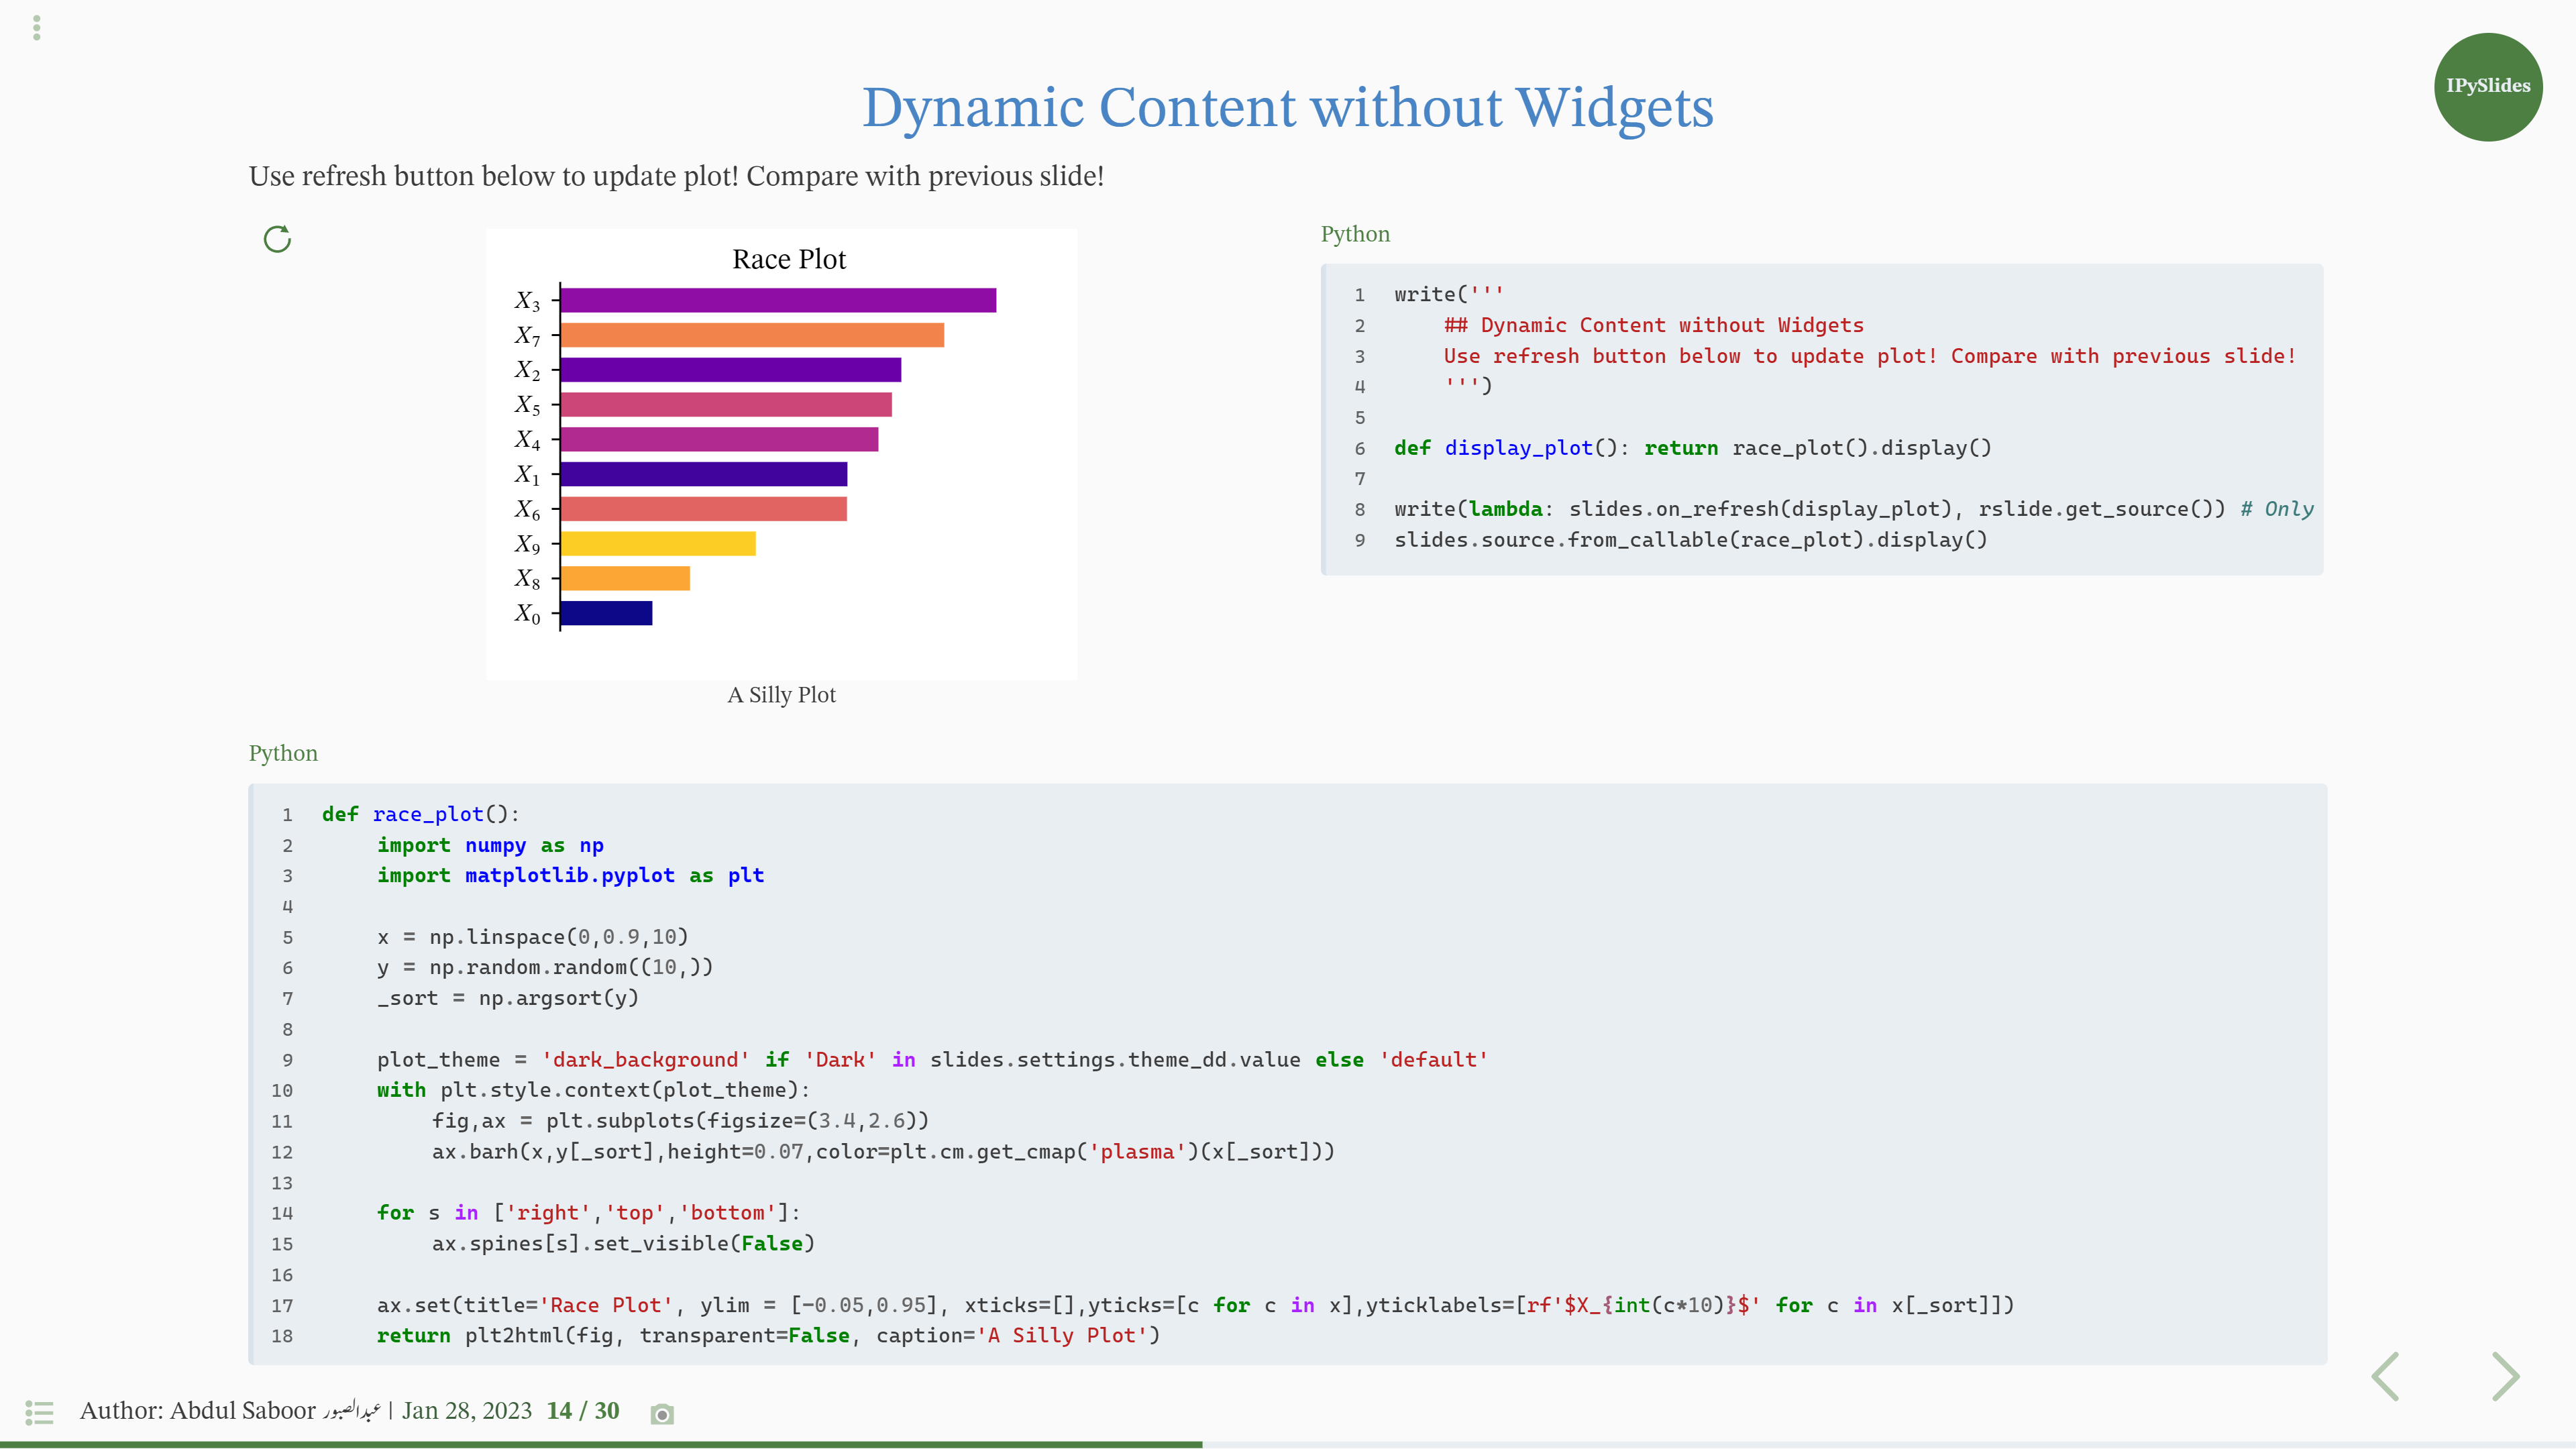 IPySlides
Dynamic Content without Widgets
Use refresh button below to update plot! Compare with previous slide!
Race Plot
X3
X7
X2
X5
X4
X1
X6
X9
X8
X0
A Silly Plot
Python
1 write('''
2     ## Dynamic Content without Widgets
3     Use refresh button below to update plot! Compare with previous slide!
4     ''')
5
6 def display_plot(): return race_plot().display()
7
8 write(lambda: slides.on_refresh(display_plot), rslide.get_source()) # Only
9 slides.source.from_callable(race_plot).display()
Python
1 def race_plot():
2     import numpy as np
3     import matplotlib.pyplot as plt
4
5     x = np.linspace(0,0.9,10)
6     y = np.random.random((10,))
7     _sort = np.argsort(y)
8
9     plot_theme = 'dark_background' if 'Dark' in slides.settings.theme_dd.value else 'default'
10     with plt.style.context(plot_theme):
11         fig,ax = plt.subplots(figsize=(3.4,2.6))
12         ax.barh(x,y[_sort],height=0.07,color=plt.cm.get_cmap('plasma')(x[_sort]))
13
14     for s in ['right','top','bottom']:
15         ax.spines[s].set_visible(False)
16
17     ax.set(title='Race Plot', ylim = [-0.05,0.95], xticks=[],yticks=[c for c in x],yticklabels=[rf'$X_{int(c*10)}$' for c in x[_sort]])
18     return plt2html(fig, transparent=False, caption='A Silly Plot')
Author: Abdul Saboor عبدالصبور | Jan 28, 2023 14 / 30